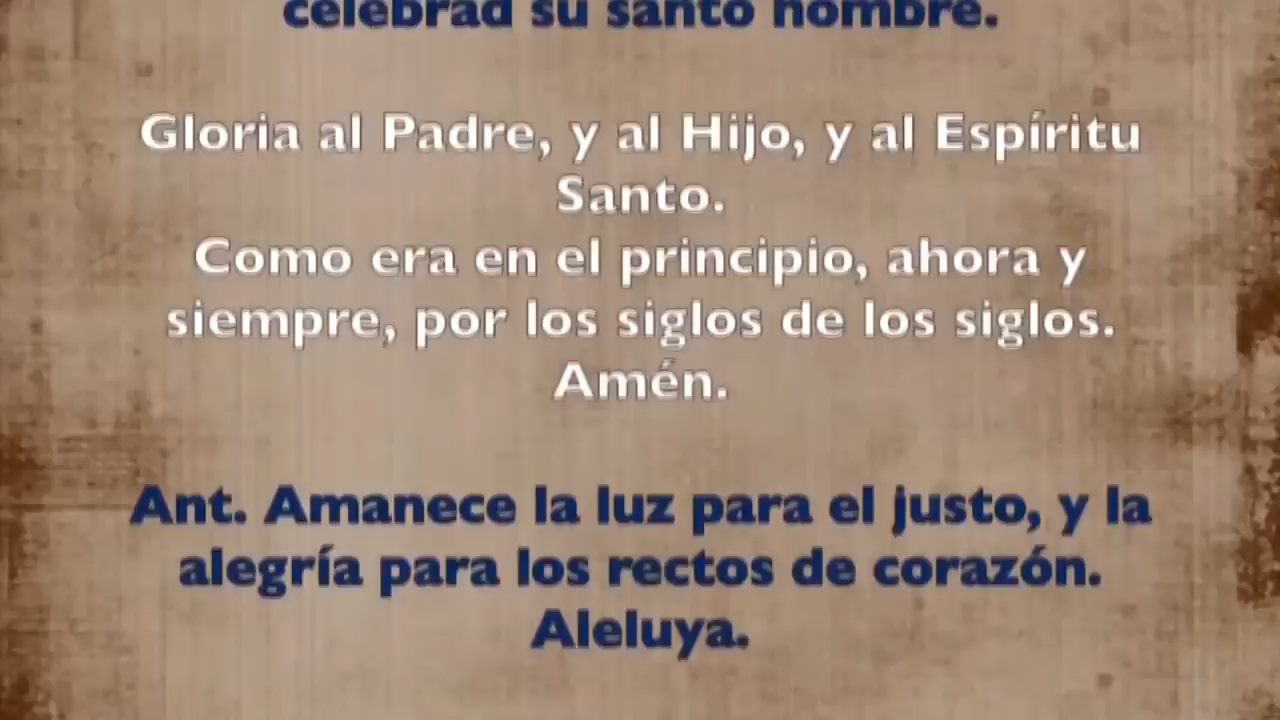 celebrad su santo nombre.
Gloria al Padre, y al Hijo, y al Espíritu
Santo.
Como era en el principio, ahora y
siempre, por los siglos de los siglos.
Amén.
Ant. Amanece la luz para el justo, y la
alegría para los rectos de corazón.
Aleluya.